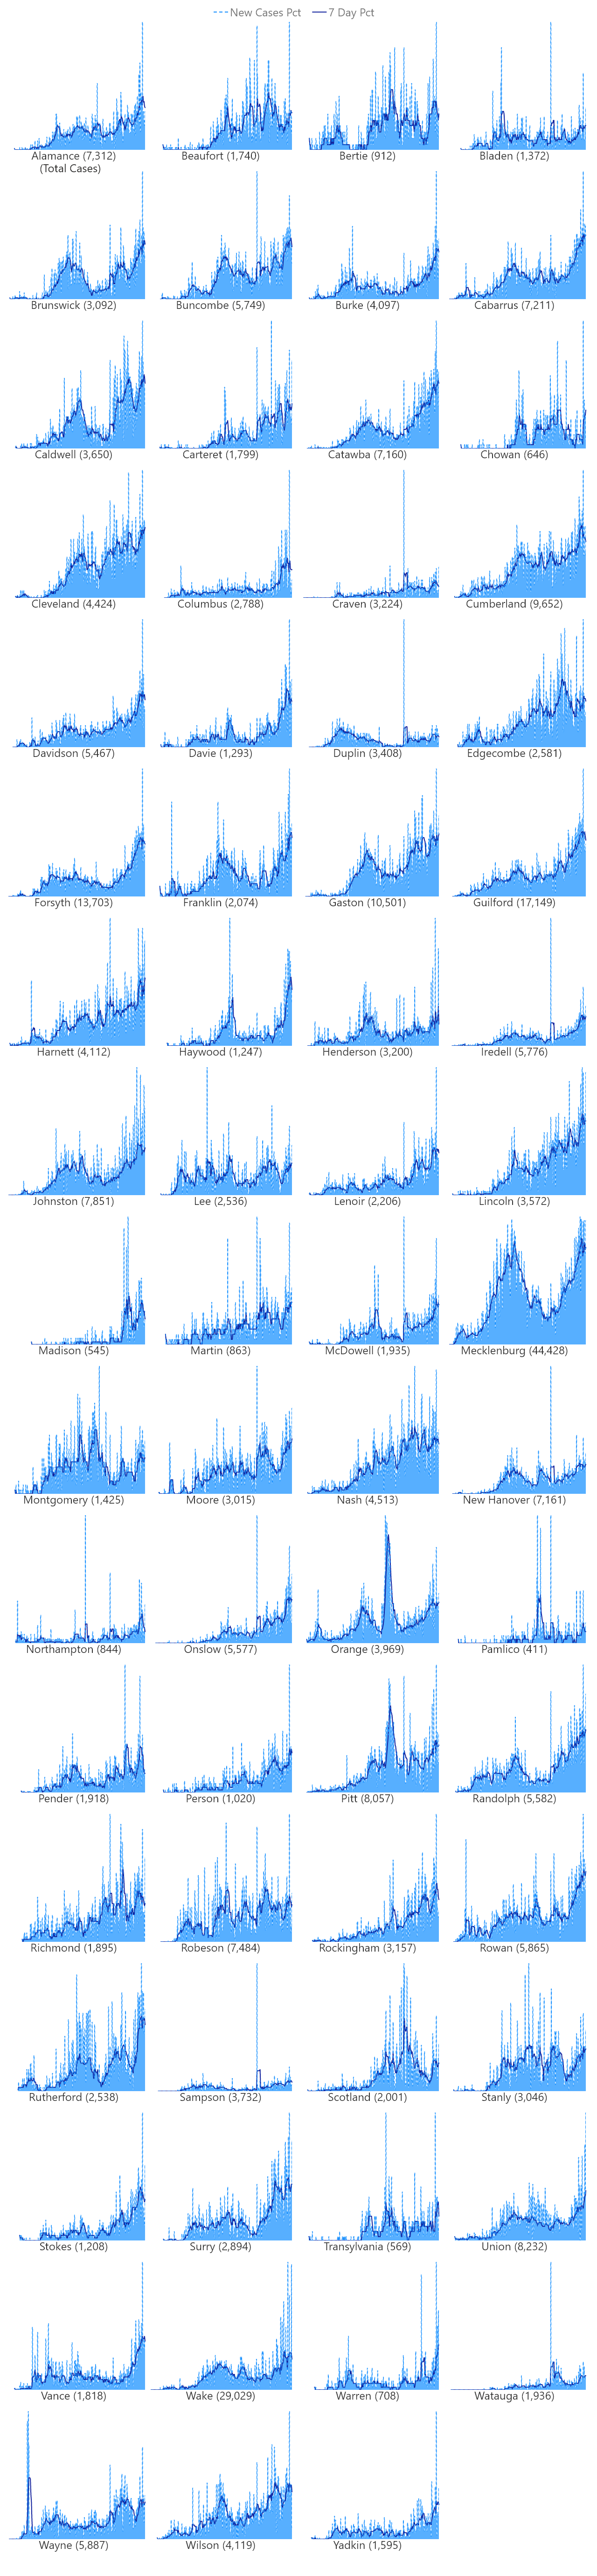 New Cases Pct 7 Day Pct
Alamance (7,312) Beaufort (1,740) Bertie (912) Bladen (1,372)
(Total Cases)
Brunswick (3,092) Buncombe (5,749) Burke (4,097) Cabarrus (7,211)
Caldwell (3,650) Carteret (1,799) Catawba (7,160) Chowan (646)
Cleveland (4,424) Columbus (2,788) Craven (3,224) Cumberland (9,652)
Davidson (5,467) Davie (1,293) Duplin (3,408) Edgecombe (2,581)
Forsyth (13,703) Franklin (2,074) Gaston (10,501) Guilford (17,149)
Harnett (4,112) Haywood (1,247) Henderson (3,200) Iredell (5,776)
Johnston (7,851) Lee (2,536) Lenoir (2,206) Lincoln (3,572)
Madison (545) Martin (863) McDowell (1,935) Mecklenburg (44,428)
Montgomery (1,425) Moore (3,015) Nash (4,513) New Hanover (7,161)
Northampton (844) Onslow (5,577) Orange (3,969) Pamlico (411)
Pender (1,918) Person (1,020) Pitt (8,057) Randolph (5,582)
Richmond (1,895) Robeson (7,484) Rockingham (3,157) Rowan (5,865)
Rutherford (2,538) Sampson (3,732) Scotland (2,001) Stanly (3,046)
Stokes (1,208) Surry (2,894) Transylvania (569) Union (8,232)
Vance (1,818) Wake (29,029) Warren (708) Watauga (1,936)
Wayne (5,887) Wilson (4,119) Yadkin (1,595)